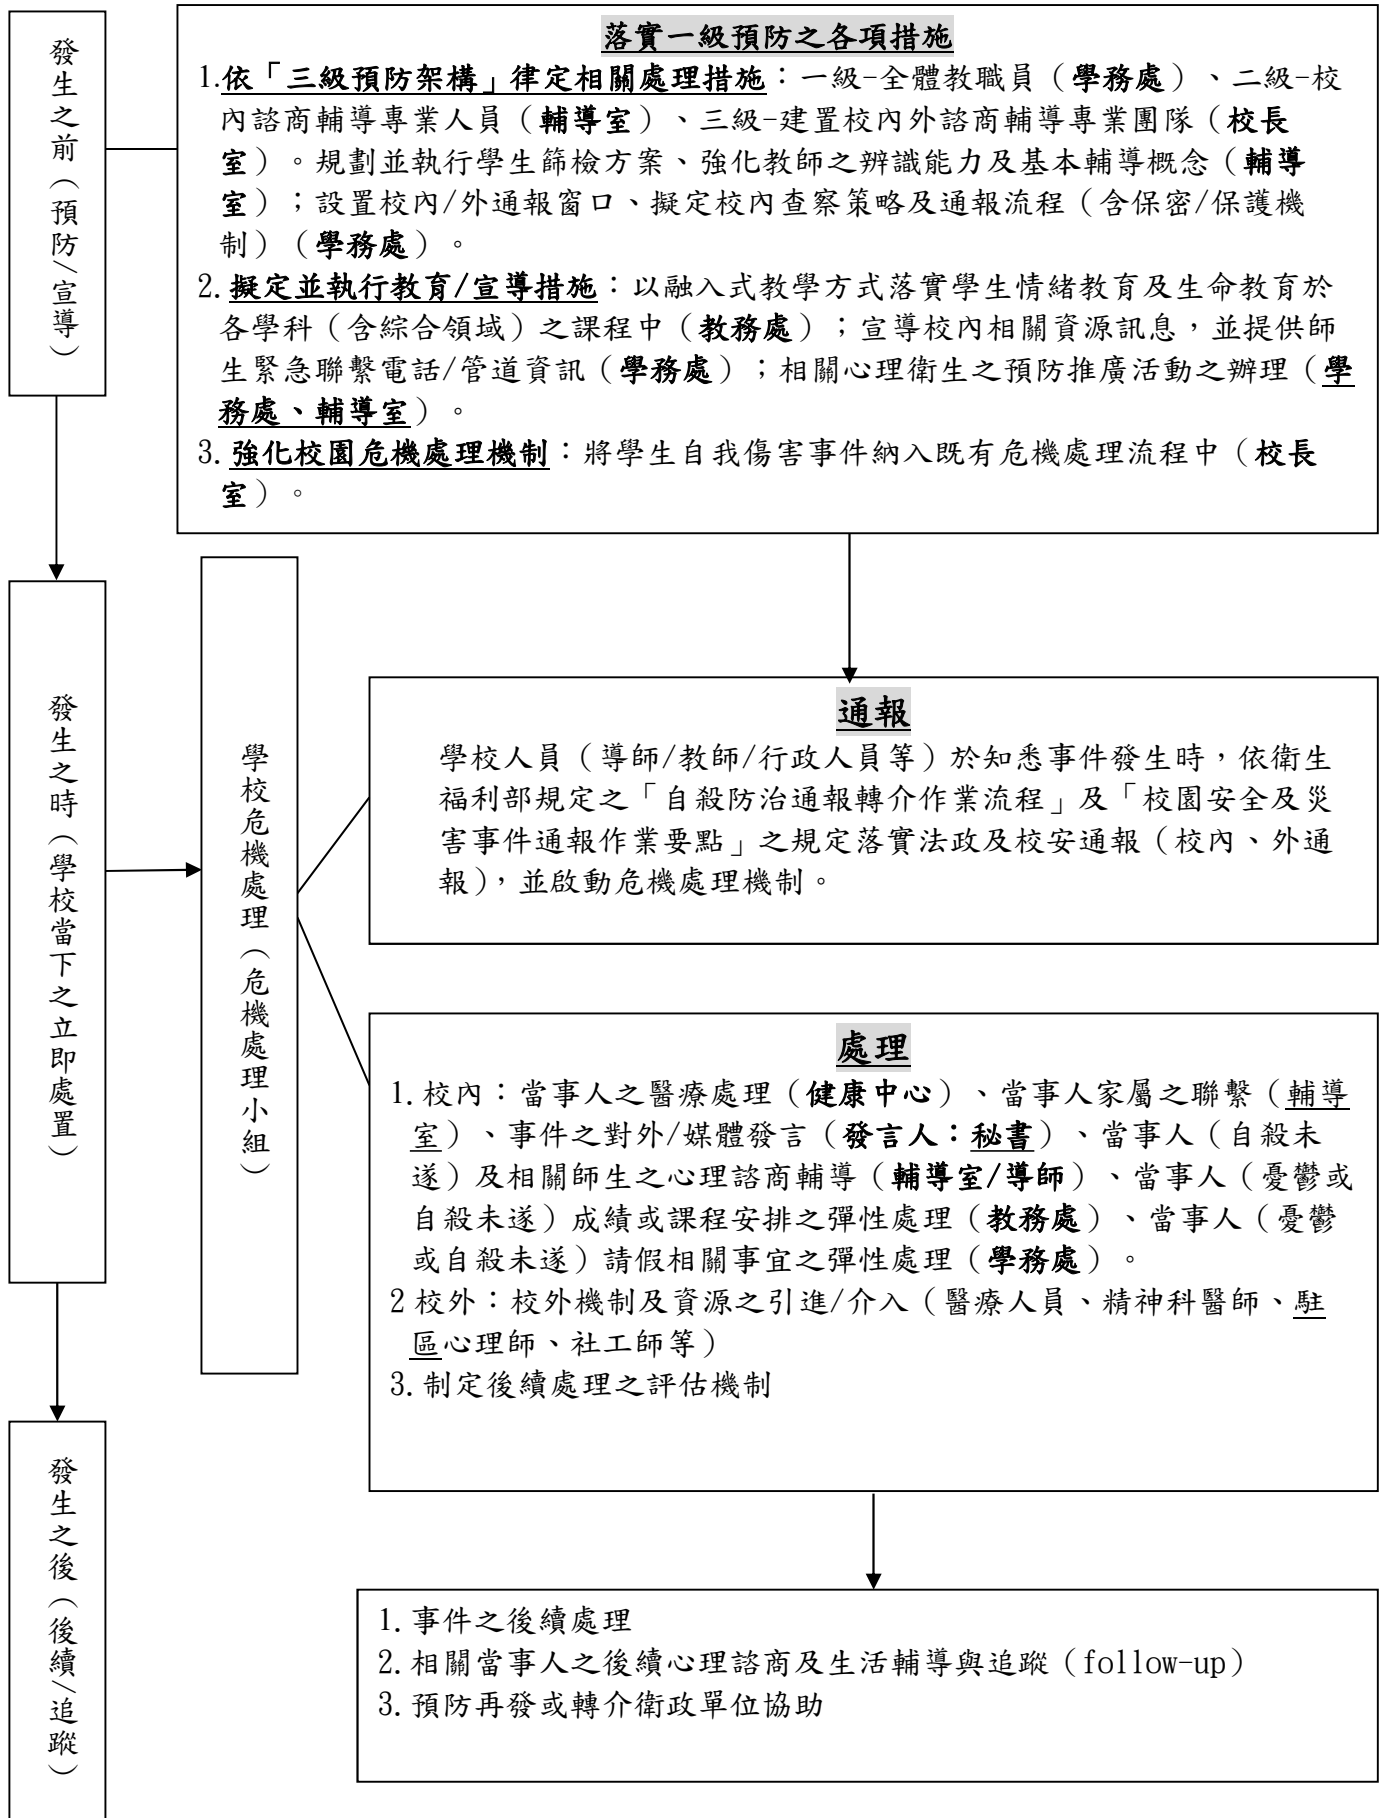 發生之前（預防/宣導）
落實一級預防之各項措施
1.依「三級預防架構」律定相關處理措施：一級-全體教職員（學務處）、二級-校
內諮商輔導專業人員（輔導室）、三級-建置校內外諮商輔導專業團隊（校長
室）。規劃並執行學生篩檢方案、強化教師之辨識能力及基本輔導概念（輔導
室）；設置校內/外通報窗口、擬定校內查察策略及通報流程（含保密/保護機
制）（學務處）。
2.擬定並執行教育/宣導措施：以融入式教學方式落實學生情緒教育及生命教育於
各學科（含綜合領域）之課程中（教務處）；宣導校內相關資源訊息，並提供師
生緊急聯繫電話/管道資訊（學務處）；相關心理衛生之預防推廣活動之辦理（學
務處、輔導室）。
3.強化校園危機處理機制：將學生自我傷害事件納入既有危機處理流程中（校長
室）。
發生之時（學校當下之立即處置）
學校危機處理（危機處理小組）
通報
學校人員（導師/教師/行政人員等）於知悉事件發生時，依衛生
福利部規定之「自殺防治通報轉介作業流程」及「校園安全及災
害事件通報作業要點」之規定落實法政及校安通報（校內、外通
報），並啟動危機處理機制。
處理
1.校內：當事人之醫療處理（健康中心）、當事人家屬之聯繫（輔導
室）、事件之對外/媒體發言（發言人：秘書）、當事人（自殺未
遂）及相關師生之心理諮商輔導（輔導室/導師）、當事人（憂鬱或
自殺未遂）成績或課程安排之彈性處理（教務處）、當事人（憂鬱
或自殺未遂）請假相關事宜之彈性處理（學務處）。
2 校外：校外機制及資源之引進/介入（醫療人員、精神科醫師、駐
區心理師、社工師等）
3.制定後續處理之評估機制
發生之後（後續/追蹤）
1.事件之後續處理
2.相關當事人之後續心理諮商及生活輔導與追蹤（follow-up）
3.預防再發或轉介衛政單位協助